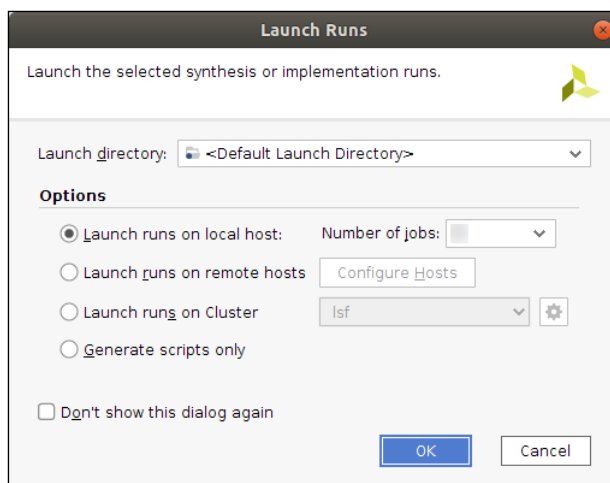 Launch Runs
Launch the selected synthesis or implementation runs.
Launch directory: <Default Launch Directory>
Options
Launch runs on local host: Number of jobs:
Launch runs on remote hosts Configure Hosts
Launch runs on Cluster lsf
Generate scripts only
Don't show this dialog again
OK Cancel